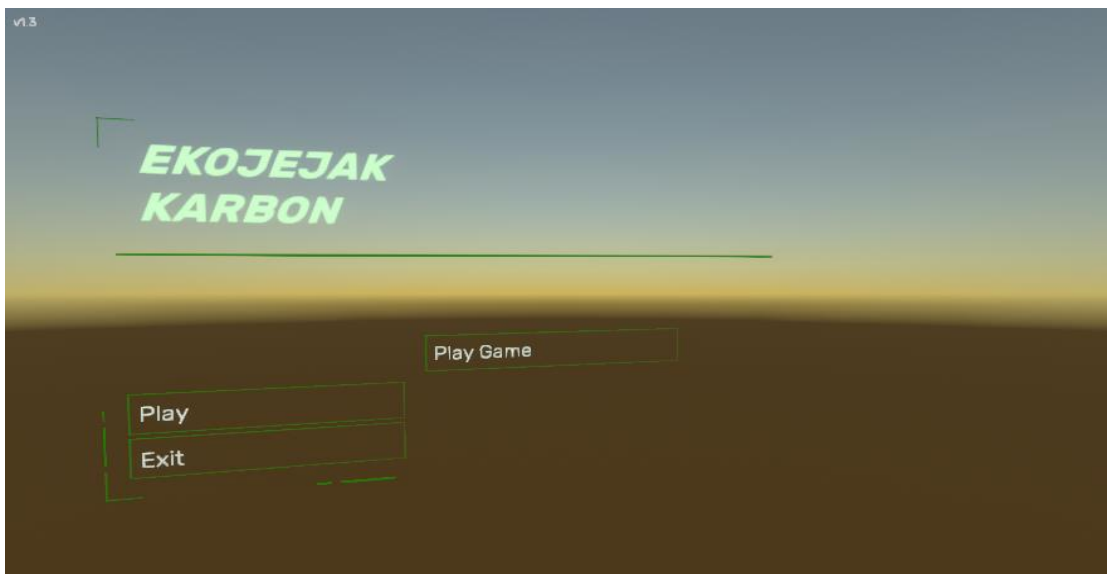 v1.3
EKOJEJAK
KARBON
Play Game
Play
Exit